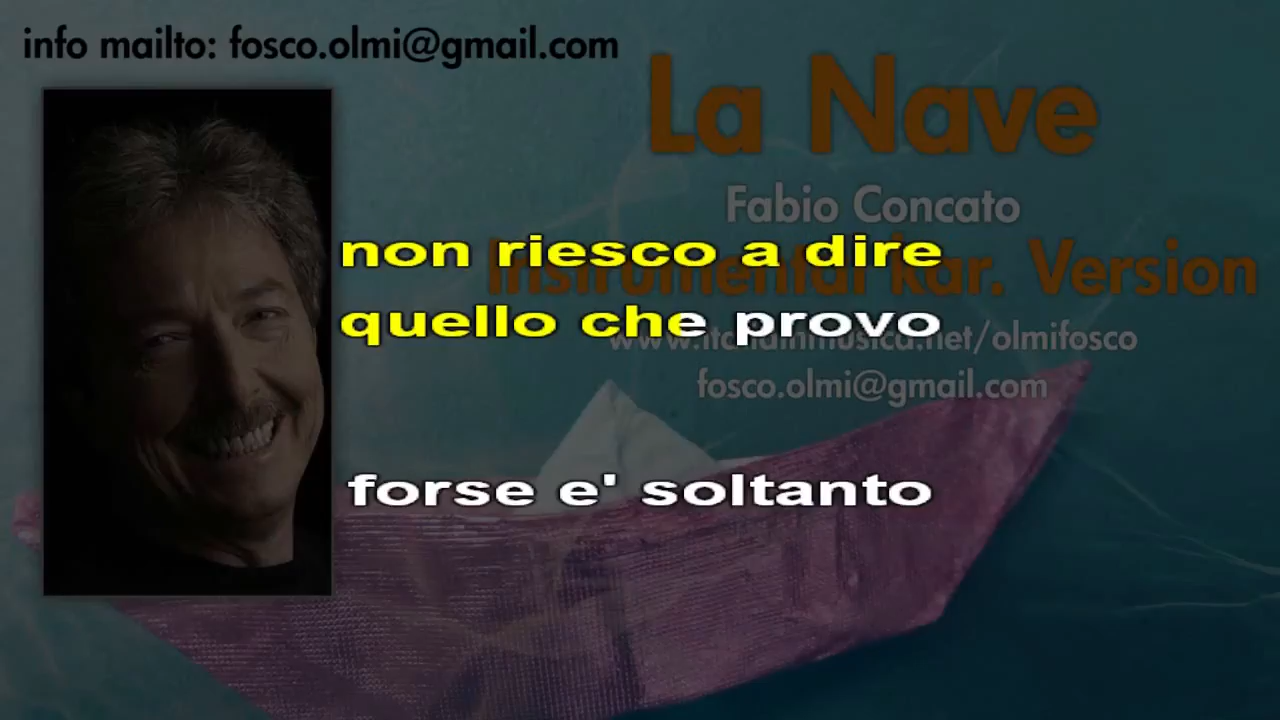 info mailto: fosco.olmi@gmail.com
La Nave
Fabio Concato
non riesco a dire
Instrumental kar. Version
quello che provo
www.italiainmusica.net/olmifosco
fosco.olmi@gmail.com
forse e' soltanto